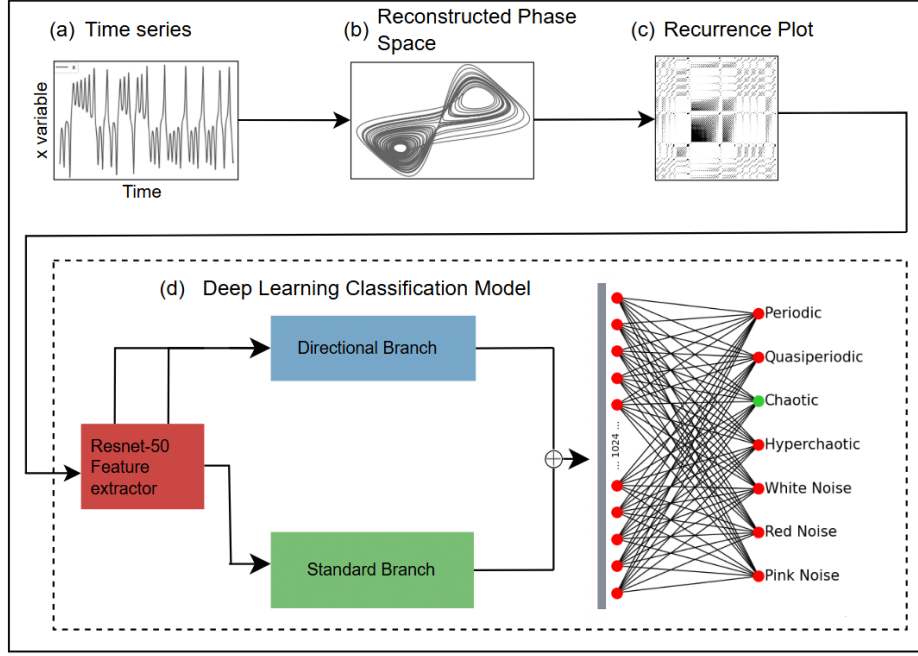 (a) Time series
(b) Reconstructed Phase
Space
(c) Recurrence Plot
x
x variable
Time
(d) Deep Learning Classification Model
Directional Branch
Resnet-50
Feature
extractor
Standard Branch
... 1024 ...
Periodic
Quasiperiodic
Chaotic
Hyperchaotic
White Noise
Red Noise
Pink Noise